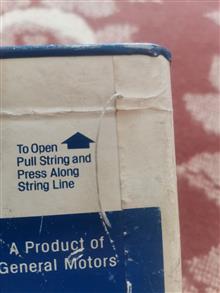 To Open
Pull String and
Press Along
String Line
A Product of
General Motors